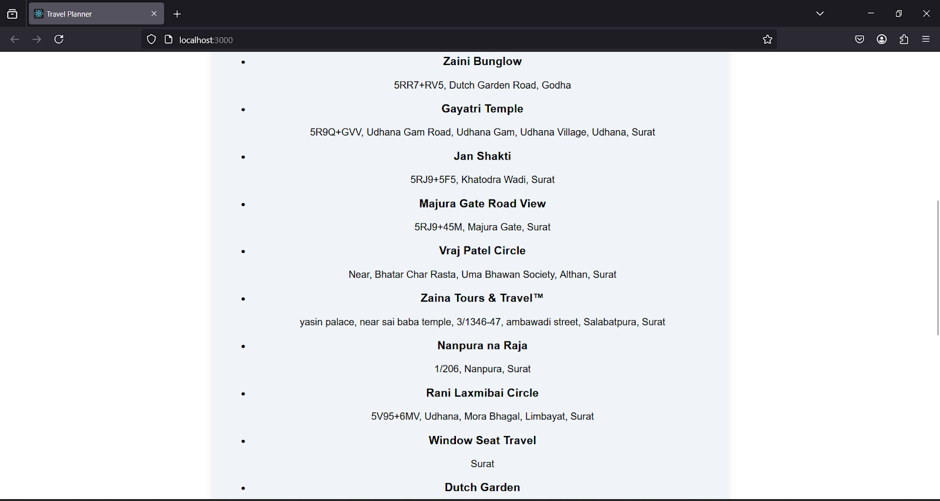 Travel Planner
localhost:3000
Zaini Bunglow
5RR7+RV5, Dutch Garden Road, Godha
Gayatri Temple
5R9Q+GVV, Udhana Gam Road, Udhana Gam, Udhana Village, Udhana, Surat
Jan Shakti
5RJ9+5F5, Khatodra Wadi, Surat
Majura Gate Road View
5RJ9+45M, Majura Gate, Surat
Vraj Patel Circle
Near, Bhatar Char Rasta, Uma Bhawan Society, Althan, Surat
Zaina Tours & Travel™
yasin palace, near sai baba temple, 3/1346-47, ambawadi street, Salabatpura, Surat
Nanpura na Raja
1/206, Nanpura, Surat
Rani Laxmibai Circle
5V95+6MV, Udhana, Mora Bhagal, Limbayat, Surat
Window Seat Travel
Surat
Dutch Garden